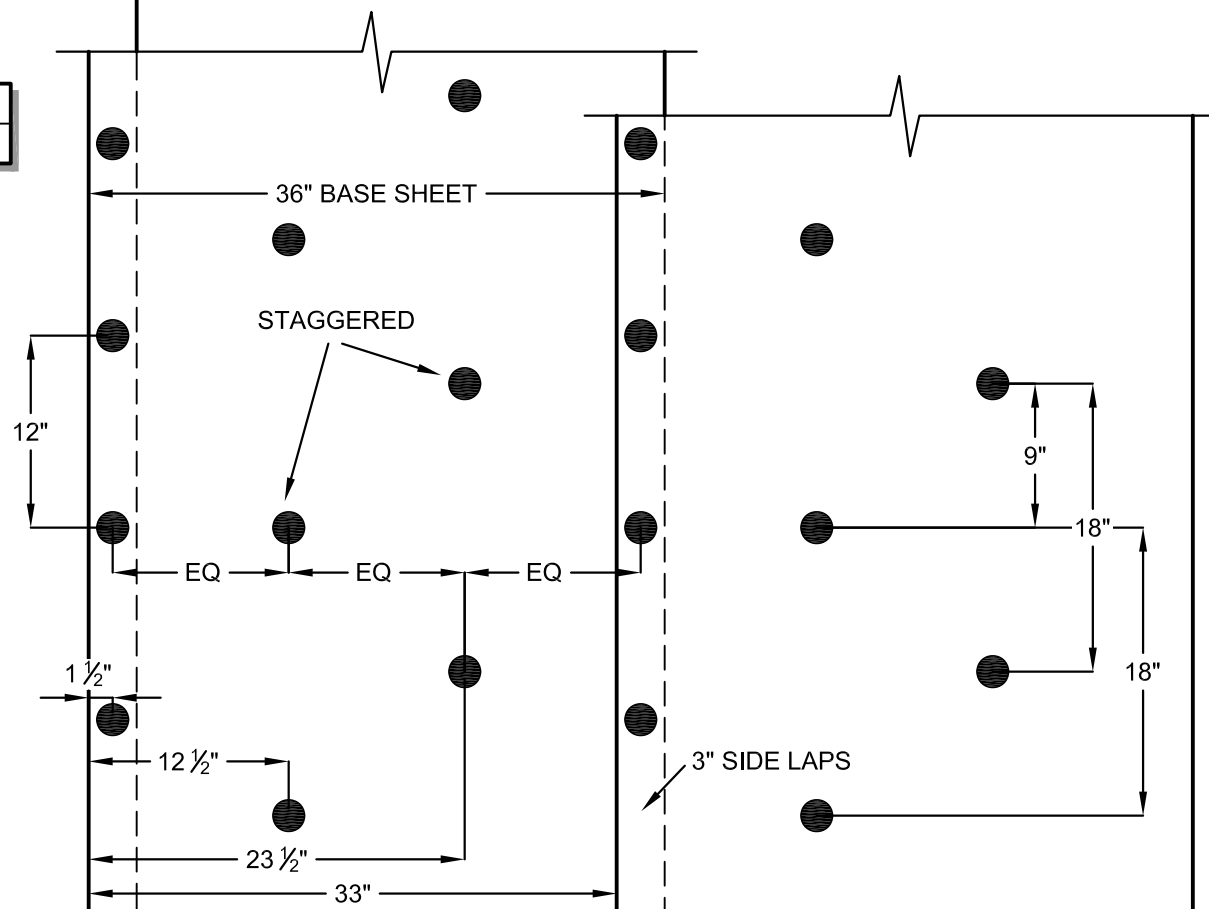 36" BASE SHEET
STAGGERED
12"
9"
18"
EQ EQ EQ
1 ½"
18"
12 ½"
3" SIDE LAPS
23 ½"
33"